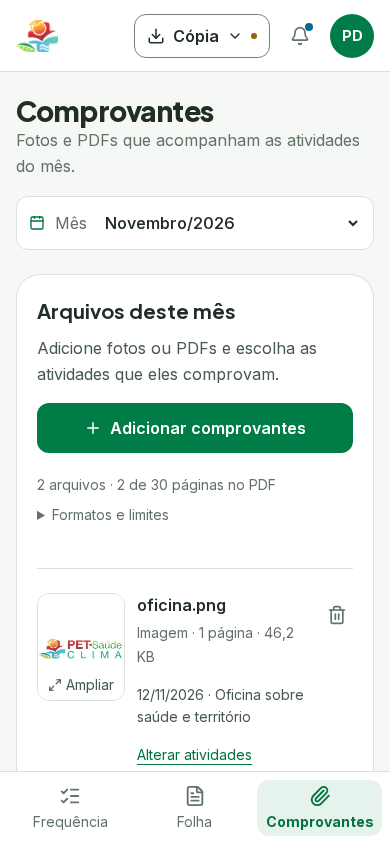 Cópia
PD
Comprovantes
Fotos e PDFs que acompanham as atividades
do mês.
Mês Novembro/2026
Arquivos deste mês
Adicione fotos ou PDFs e escolha as
atividades que eles comprovam.
Adicionar comprovantes
2 arquivos · 2 de 30 páginas no PDF
Formatos e limites
oficina.png
Imagem · 1 página · 46,2
KB
PET-Saúde
CLIMA
Ampliar
12/11/2026 · Oficina sobre
saúde e território
Alterar atividades
Frequência
Folha
Comprovantes